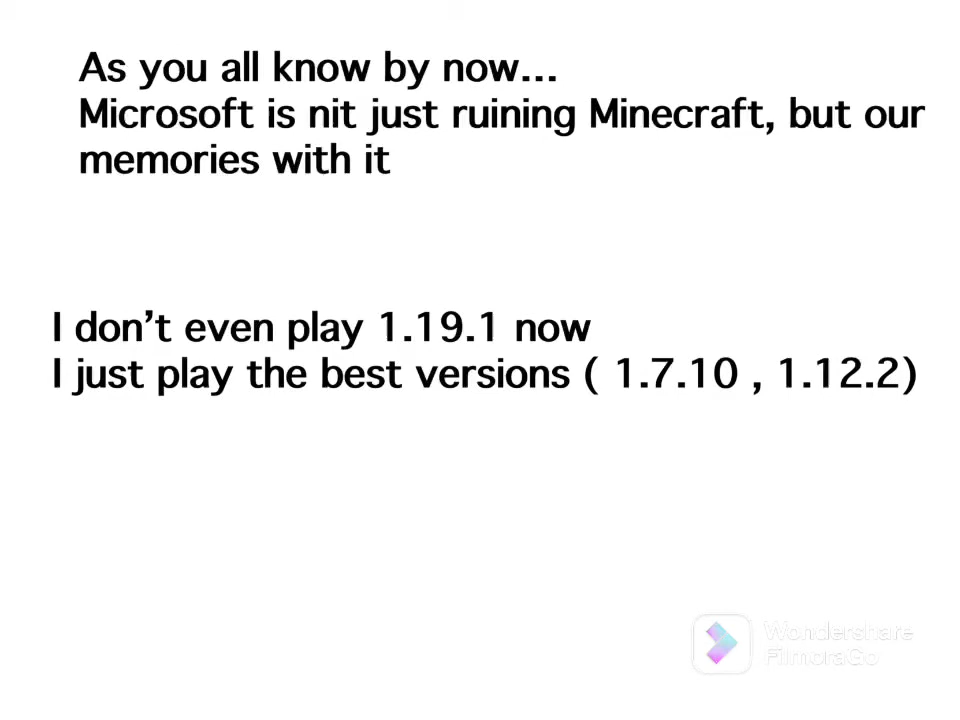 As you all know by now...
Microsoft is nit just ruining Minecraft, but our
memories with it
I don't even play 1.19.1 now
I just play the best versions ( 1.7.10 , 1.12.2)
Wondershare
FilmoraGo